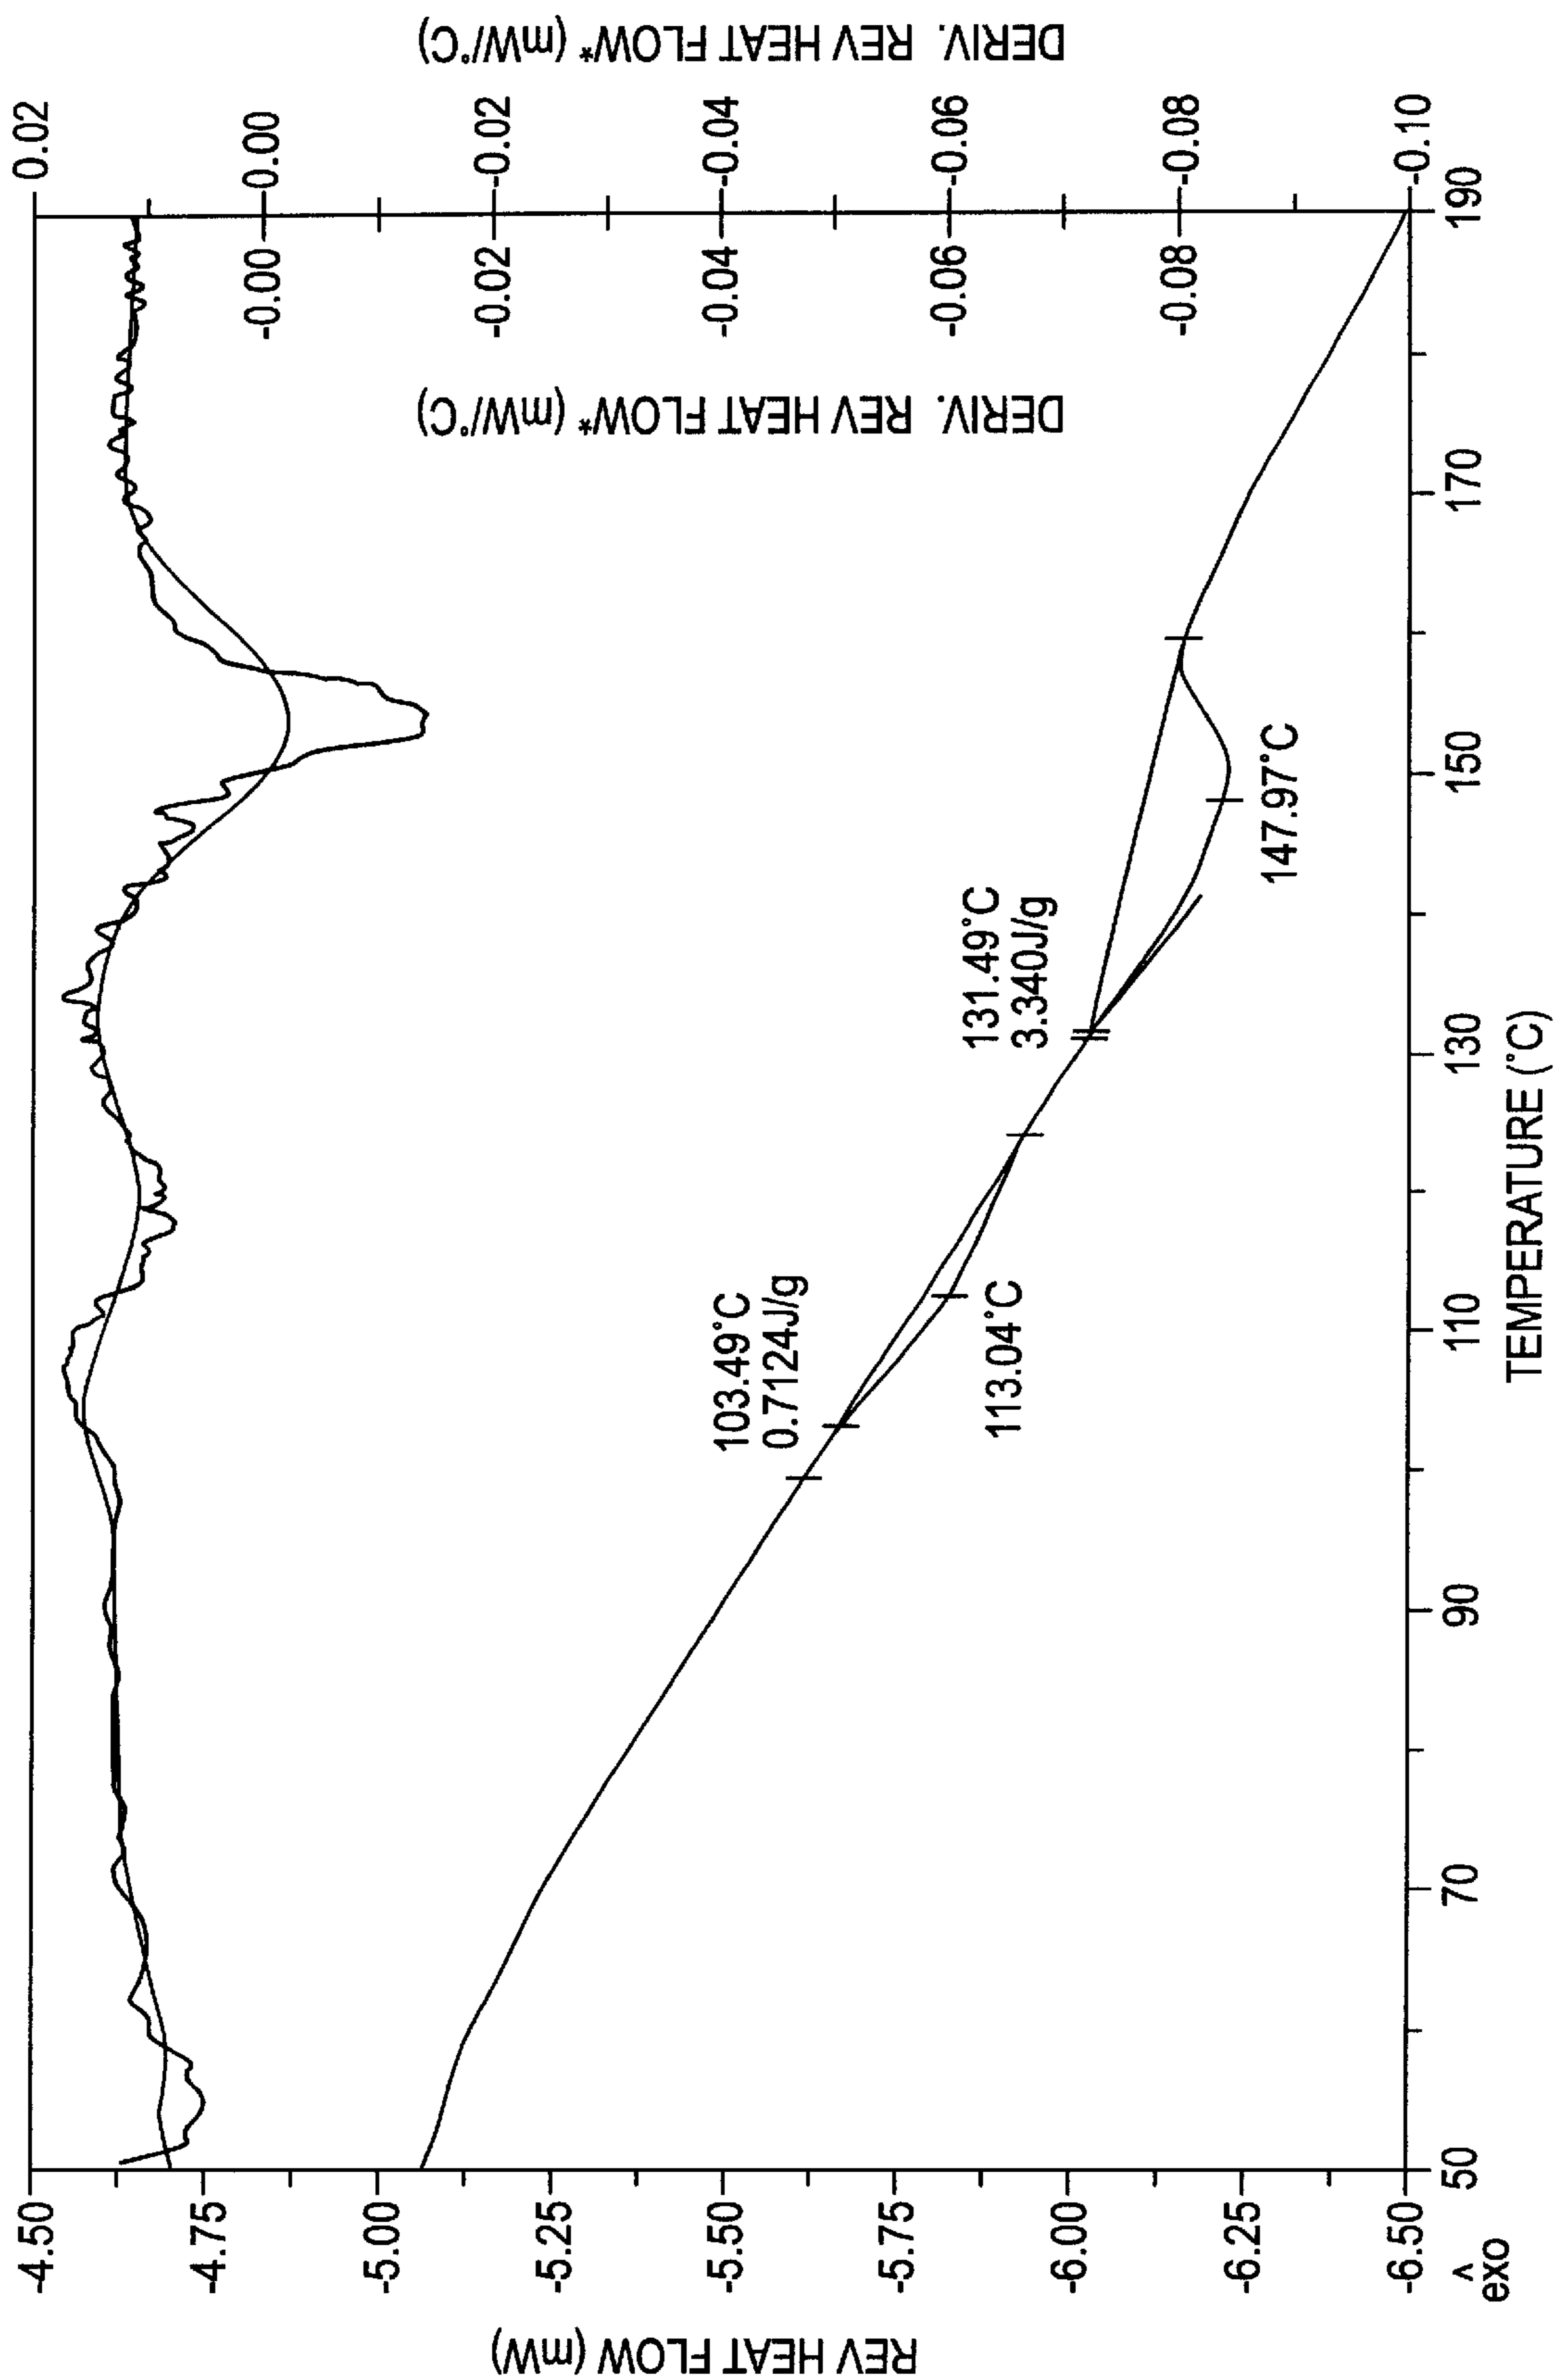 -4.50
-4.75
-5.00
-5.25
-5.50
-5.75
-6.00
-6.25
-6.50
^
exo
REV HEAT FLOW (mW)
103.49°C
0.7124J/g
113.04°C
131.49°C
3.340J/g
147.97°C
50
70
90
110
130
150
170
190
TEMPERATURE (°C)
DERIV. REV HEAT FLOW* (mW/°C)
-0.00
-0.02
-0.04
-0.06
-0.08
0.02
-0.00
-0.02
-0.04
-0.06
-0.08
-0.10
DERIV. REV HEAT FLOW* (mW/°C)